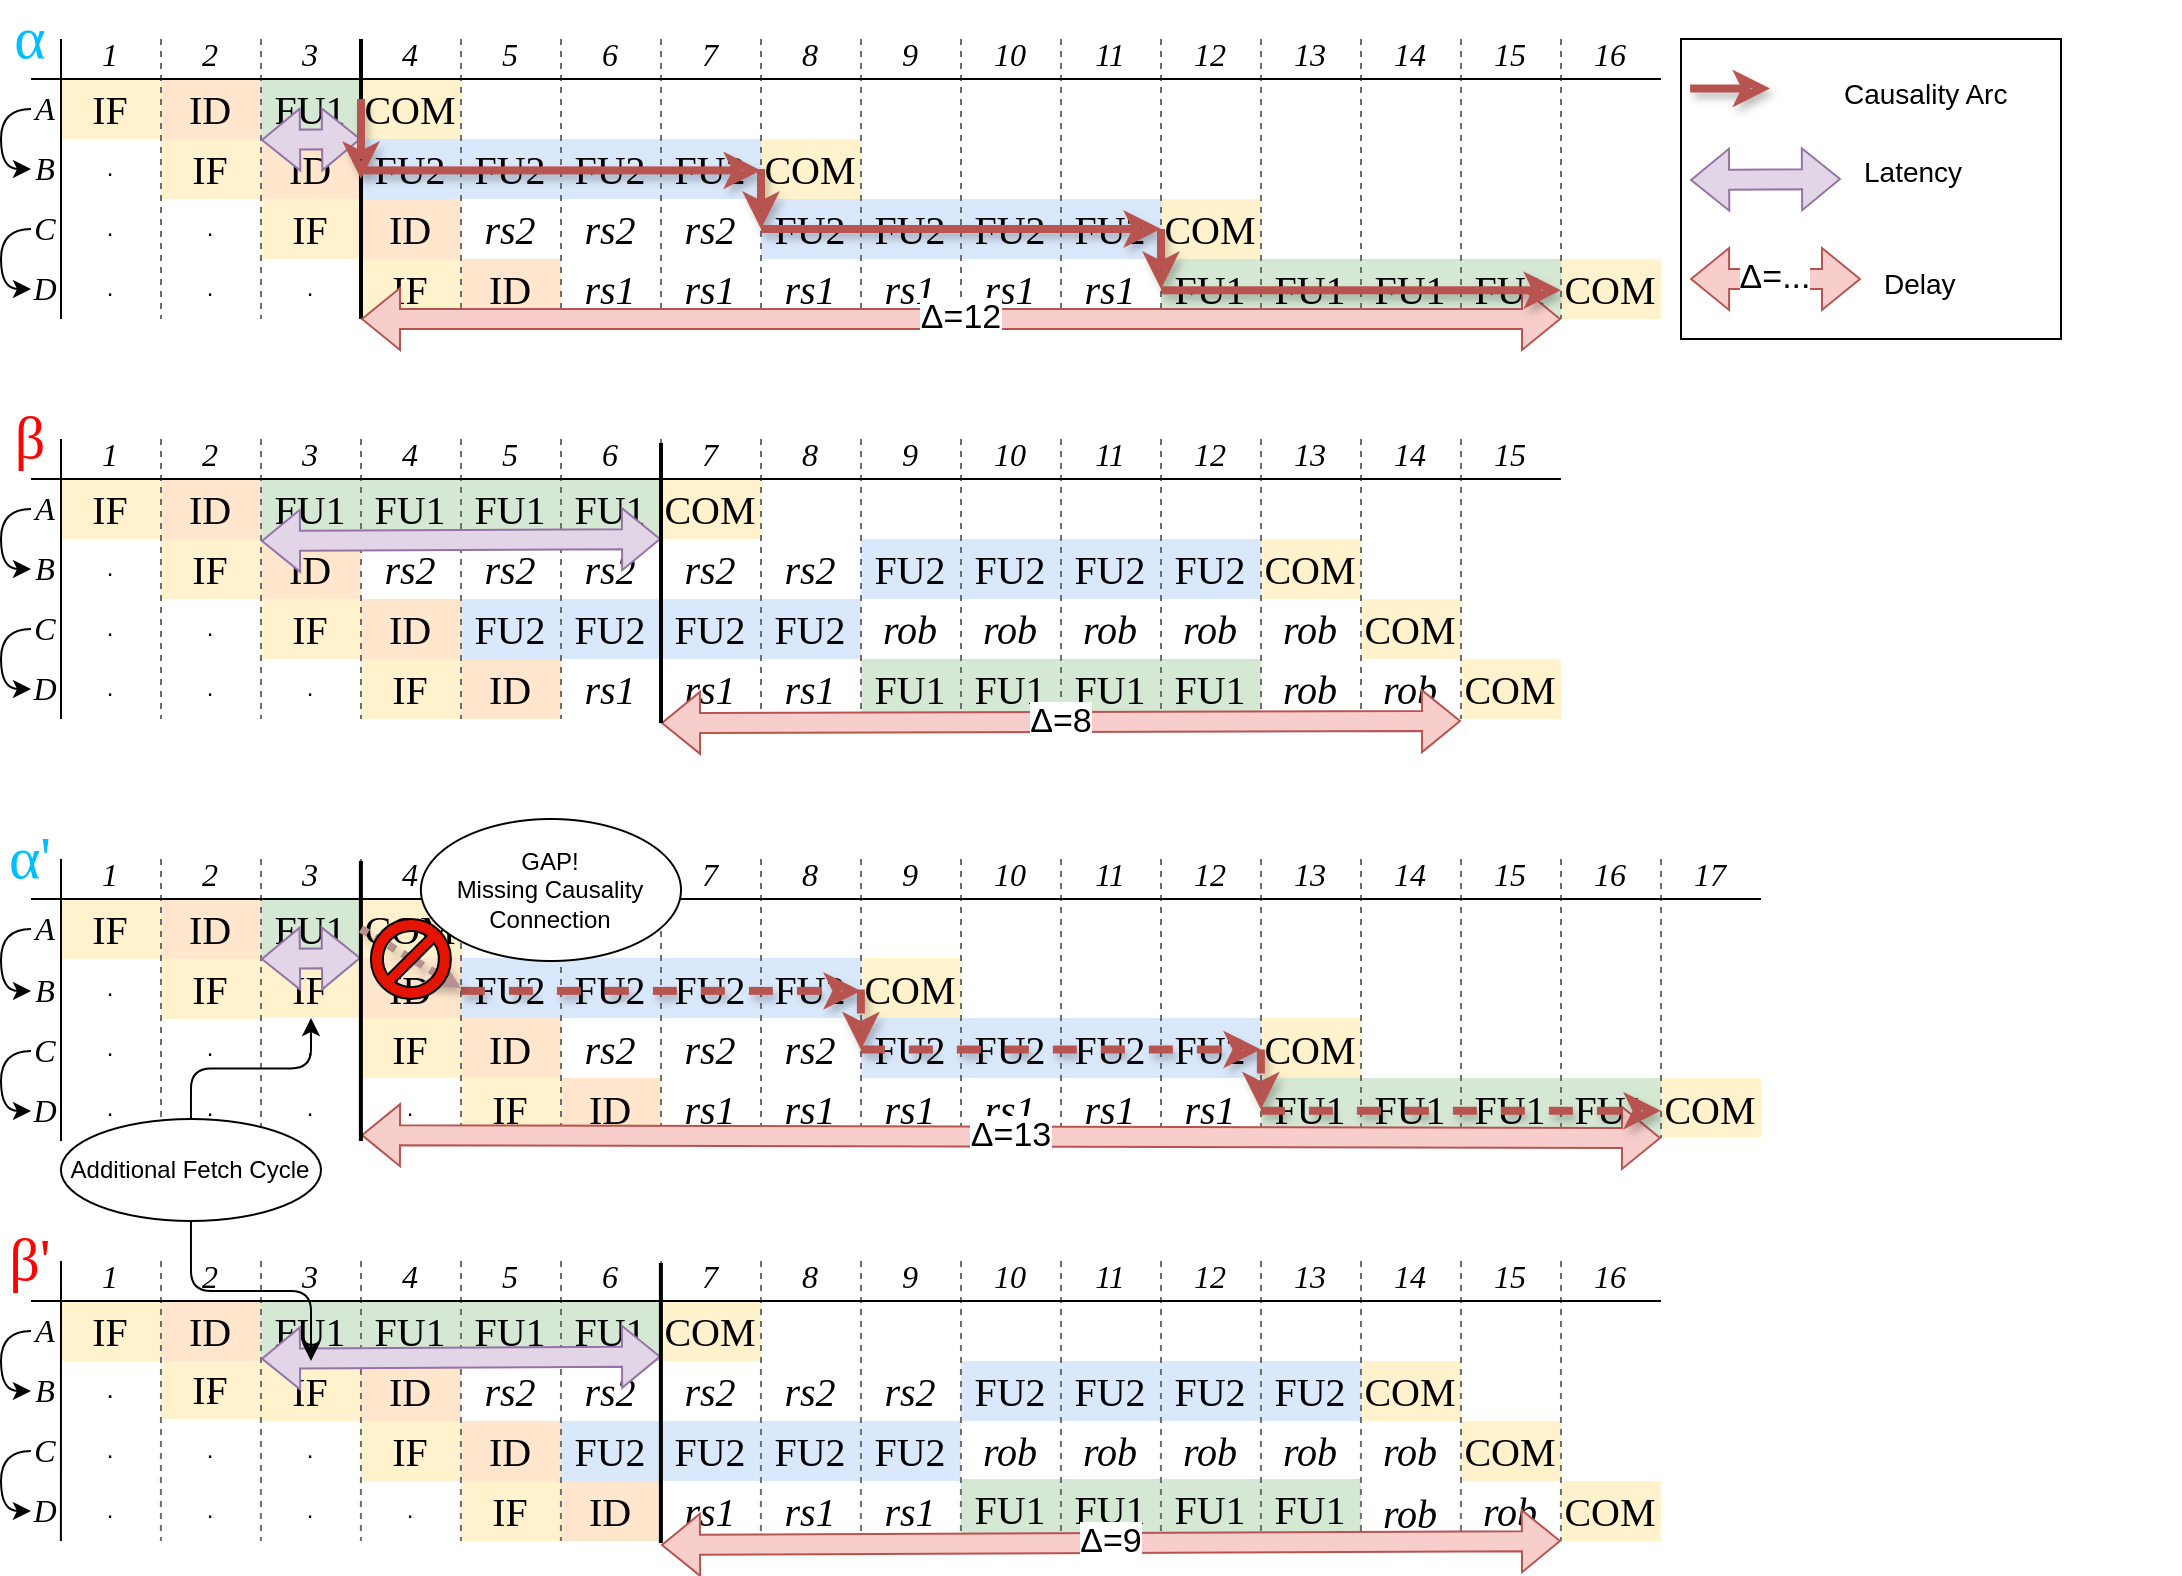 α 1 2 3 4 5 6 7 8 9 10 11 12 13 14 15 16
A IF ID FU1 COM
B . IF ID FU2 FU2 FU2 FU2 COM
C . . IF ID rs2 rs2 rs2 FU2 FU2 FU2 FU2 COM
D . . . IF ID rs1 rs1 rs1 rs1 rs1 rs1 FU1 FU1 FU1 FU1 COM
Δ=12
Causality Arc
Latency
Δ=... Delay
β 1 2 3 4 5 6 7 8 9 10 11 12 13 14 15
A IF ID FU1 FU1 FU1 FU1 COM
B . IF ID rs2 rs2 rs2 rs2 rs2 FU2 FU2 FU2 FU2 COM
C . . IF ID FU2 FU2 FU2 FU2 rob rob rob rob rob COM
D . . . IF ID rs1 rs1 rs1 FU1 FU1 FU1 FU1 rob rob COM
Δ=8
α' 1 2 3 4 7 8 9 10 11 12 13 14 15 16 17
GAP!
Missing Causality
Connection
A IF ID FU1 COM
B . IF IF ID FU2 FU2 FU2 FU2 COM
C . . IF ID rs2 rs2 rs2 FU2 FU2 FU2 FU2 COM
D . . . . IF ID rs1 rs1 rs1 rs1 rs1 rs1 FU1 FU1 FU1 FU1 COM
Δ=13
Additional Fetch Cycle
β' 1 2 3 4 5 6 7 8 9 10 11 12 13 14 15 16
A IF ID FU1 FU1 FU1 FU1 COM
B . IF IF ID rs2 rs2 rs2 rs2 rs2 FU2 FU2 FU2 FU2 COM
C . . . IF ID FU2 FU2 FU2 FU2 rob rob rob rob rob COM
D . . . . IF ID rs1 rs1 rs1 FU1 FU1 FU1 FU1 rob rob COM
Δ=9